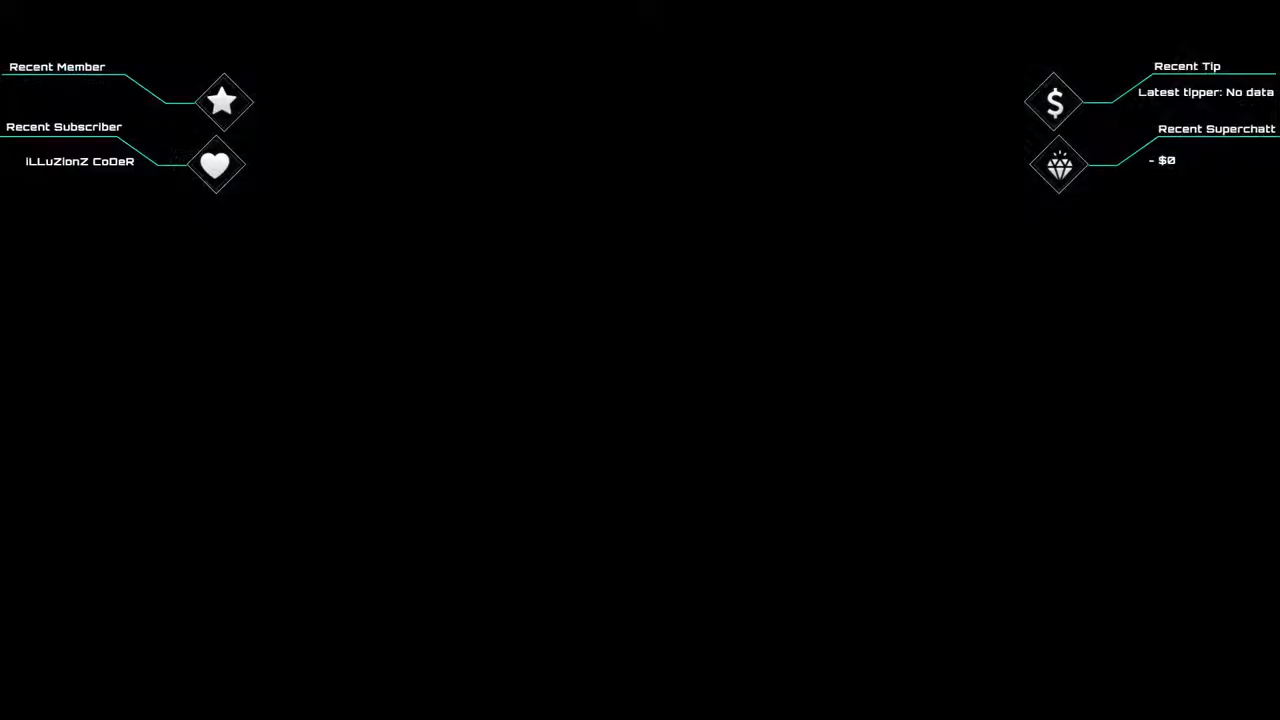 Recent Member
Recent Subscriber
iLLuZionZ CoDeR
Recent Tip
Latest tipper: No data
Recent Superchatt
- $0